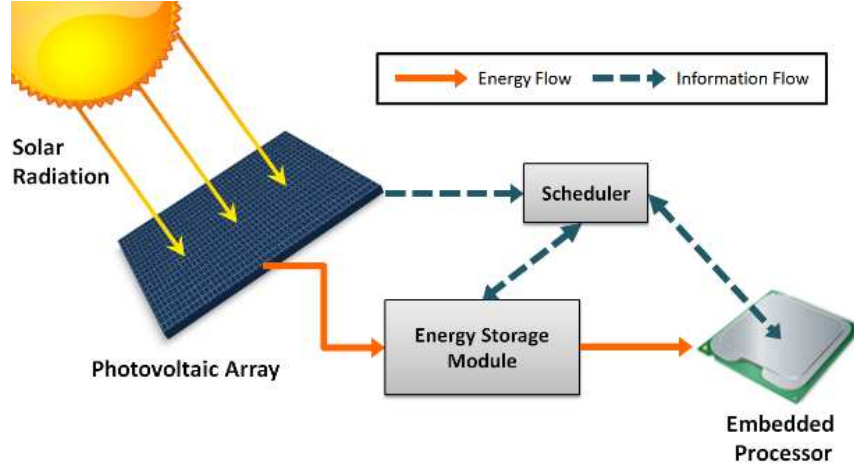 Energy Flow
Information Flow
Solar
Radiation
Scheduler
Energy Storage
Module
Photovoltaic Array
Embedded
Processor